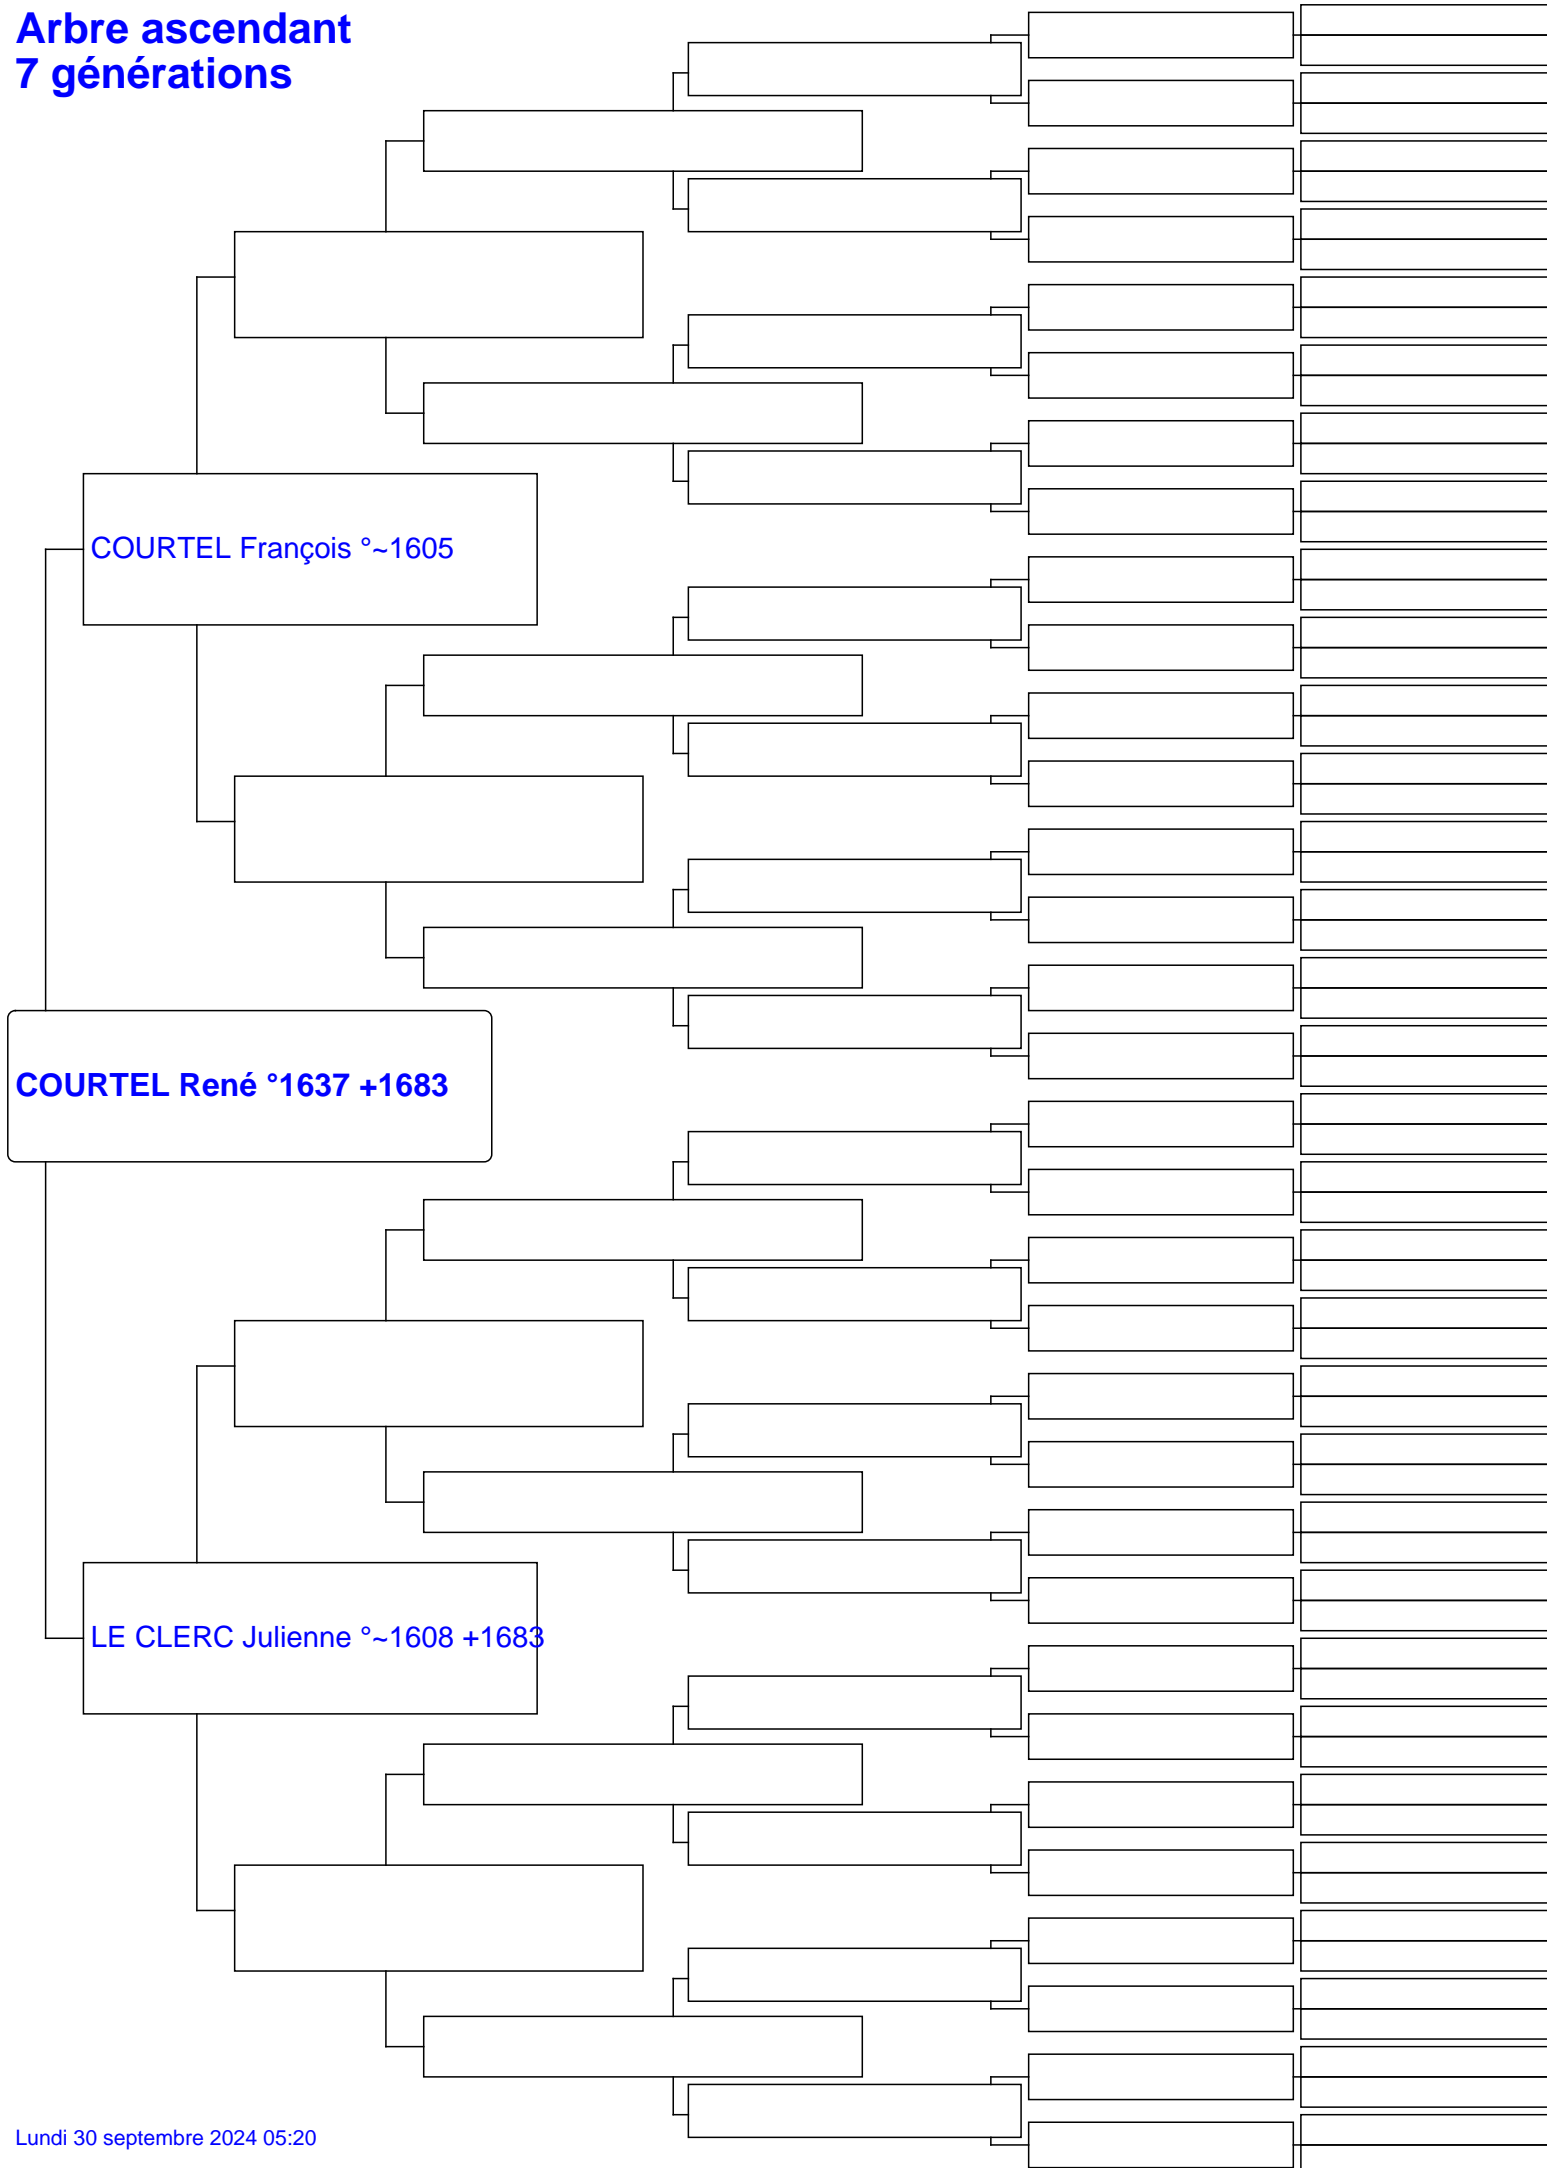 Arbre ascendant
7 générations
COURTEL François °~1605
COURTEL René °1637 +1683
LE CLERC Julienne °~1608 +1683
Lundi 30 septembre 2024 05:20